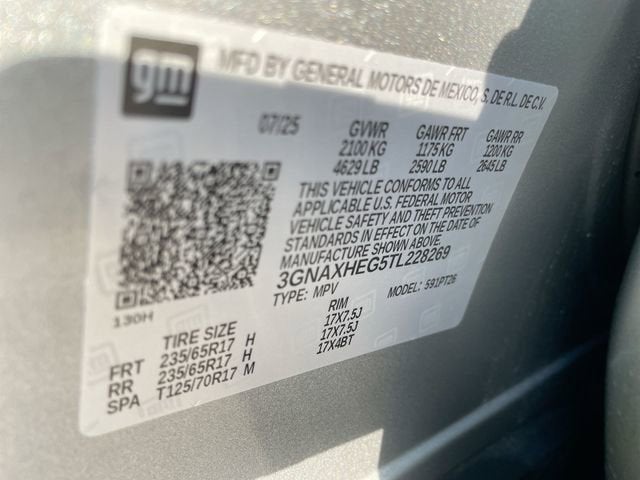 gm
MFD BY GENERAL MOTORS DE MEXICO, S. DE R.L. DE C.V.
07/25 GVWR GAWR FRT GAWR RR
2100 KG 1175 KG 1200 KG
4629 LB 2590 LB 2645 LB
THIS VEHICLE CONFORMS TO ALL
APPLICABLE U.S. FEDERAL MOTOR
VEHICLE SAFETY AND THEFT PREVENTION
STANDARDS IN EFFECT ON THE DATE OF
MANUFACTURE SHOWN ABOVE.
3GNAXHEG5TL228269
TYPE: MPV MODEL: 591PT26
130H
TIRE SIZE RIM
FRT 235/65R17 H 17X7.5J
RR 235/65R17 H 17X7.5J
SPA T125/70R17 M 17X4BT